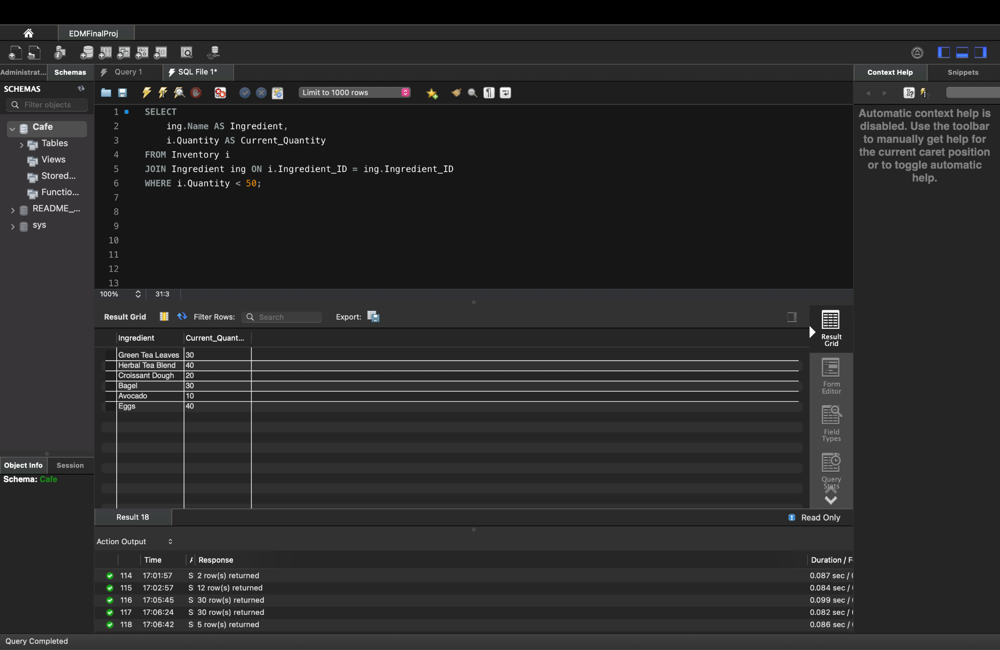 EDMFinalProj
Administrat...
Schemas
Query 1
SQL File 1*
Context Help
Snippets
SCHEMAS
Filter objects
Cafe
Tables
Views
Stored...
Functio...
README_...
sys
Limit to 1000 rows
1 SELECT
2 ing.Name AS Ingredient,
3 i.Quantity AS Current_Quantity
4 FROM Inventory i
5 JOIN Ingredient ing ON i.Ingredient_ID = ing.Ingredient_ID
6 WHERE i.Quantity < 50;
7
8
9
10
11
12
13
100% 31:3
Automatic context help is
disabled. Use the toolbar
to manually get help for
the current caret position
or to toggle automatic
help.
Result Grid Filter Rows: Search Export:
Ingredient Current_Quant...
Green Tea Leaves 30
Herbal Tea Blend 40
Croissant Dough 20
Bagel 30
Avocado 10
Eggs 40
Result
Grid
Form
Editor
Field
Types
Query
Stats
Object Info Session
Schema: Cafe
Result 18
Read Only
Action Output
Time Response Duration / F
114 17:01:57 S 2 row(s) returned 0.087 sec /
115 17:02:57 S 12 row(s) returned 0.084 sec /
116 17:05:45 S 30 row(s) returned 0.099 sec /
117 17:06:24 S 30 row(s) returned 0.082 sec /
118 17:06:42 S 5 row(s) returned 0.086 sec /
Query Completed